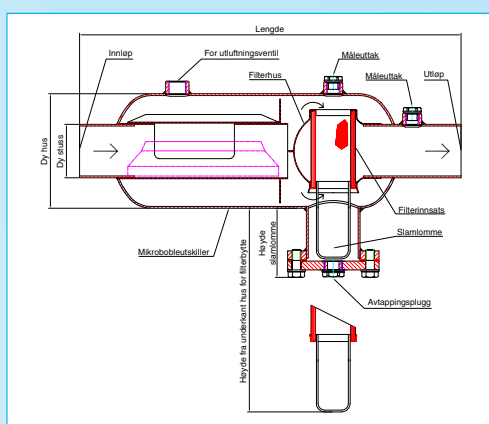 Lengde
Innløp
For utluftningsventil
Måleuttak
Utløp
Filterhus
Måleuttak
Dy hus
Dy stuss
Filterinnsats
Slamlomme
Mikrobobleutskiller
Høyde
slamlomme
Høyde fra underkant hus for filterbytte
Avtappingsplugg